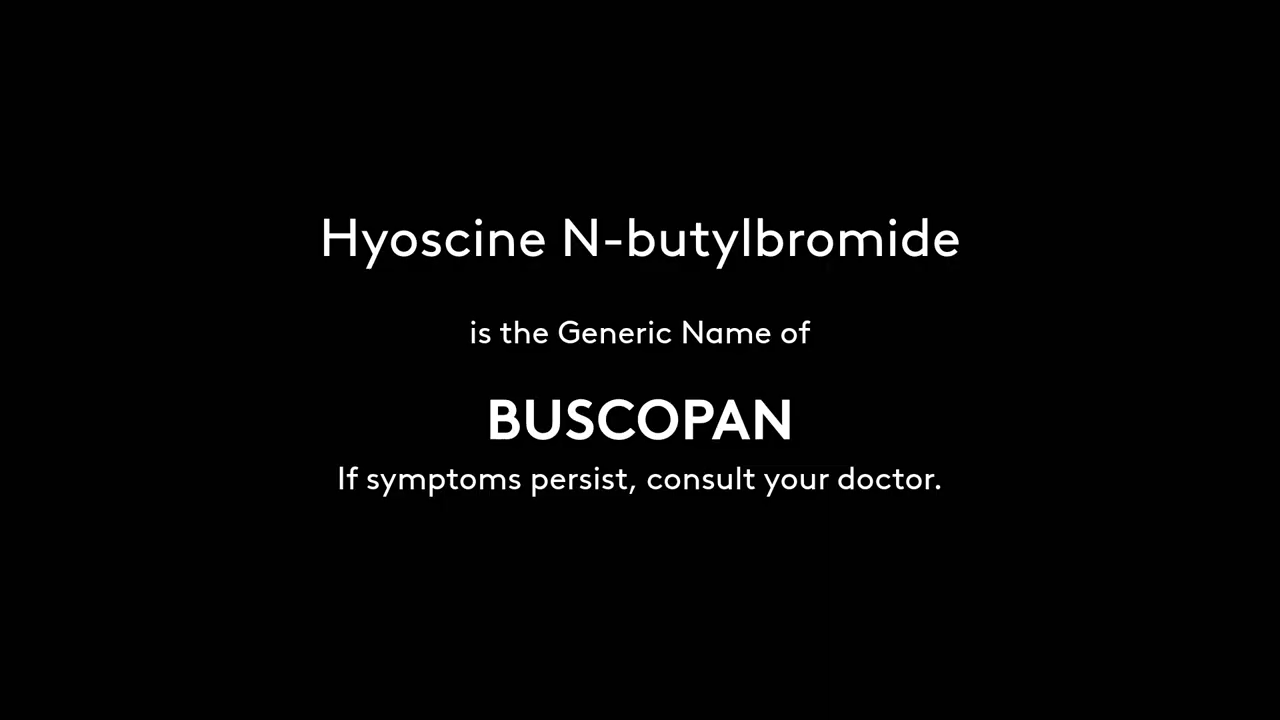 Hyoscine N-butylbromide
is the Generic Name of
BUSCOPAN
If symptoms persist, consult your doctor.